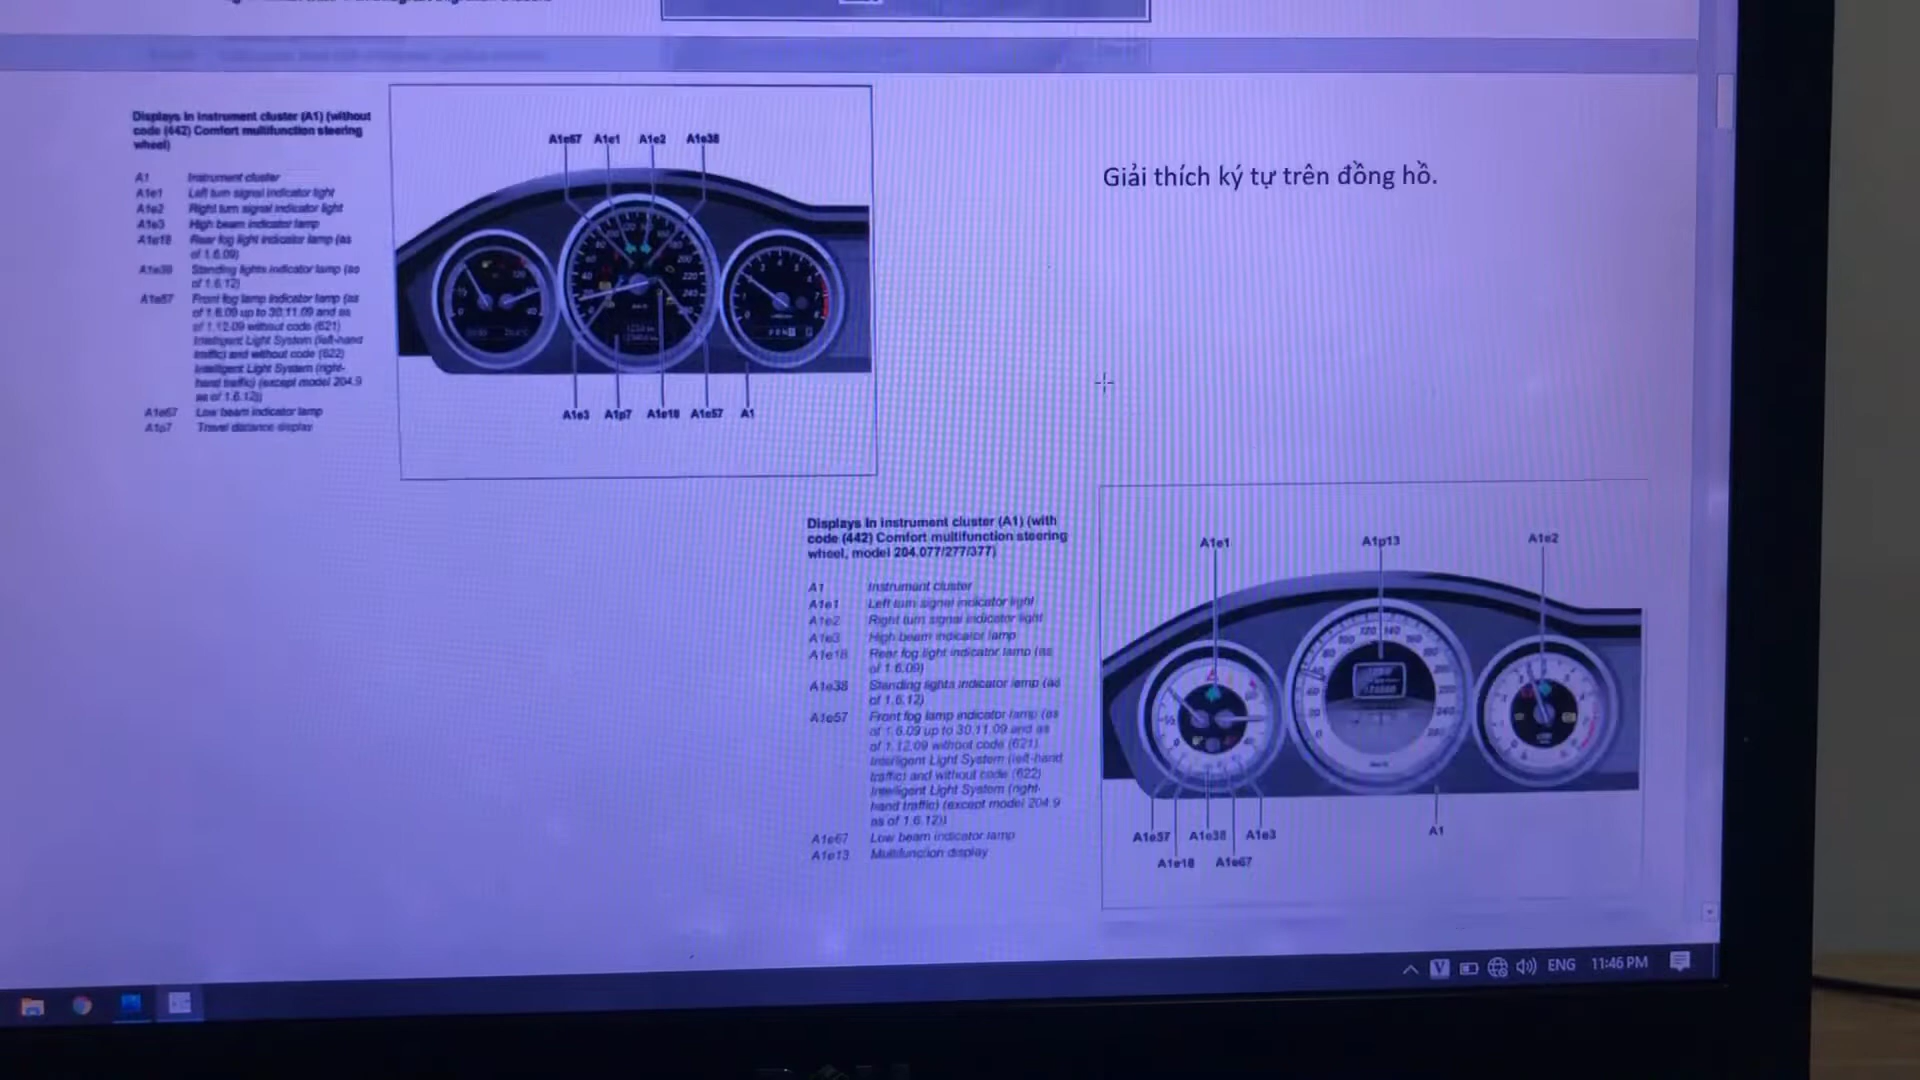 Displays in instrument cluster (A1) (without
code (442) Comfort multifunction steering
wheel)
A1 Instrument cluster
A1e1 Left turn signal indicator light
A1e2 Right turn signal indicator light
A1e3 High beam indicator lamp
A1e18 Rear fog light indicator lamp (as
of 1.6.09)
A1e38 Standing lights indicator lamp (as
of 1.6.12)
A1e57 Front fog lamp indicator lamp (as
of 1.6.09 up to 30.11.09 and as
of 1.12.09 without code (621)
Intelligent Light System (left-hand
traffic) and without code (622)
Intelligent Light System (right-
hand traffic) (except model 204.9
as of 1.6.12))
A1e67 Low beam indicator lamp
A1p7 Travel distance display
A1e67 A1e1 A1e2 A1e38
A1e3 A1p7 A1e18 A1e57 A1
Giải thích ký tự trên đồng hồ.
Displays in instrument cluster (A1) (with
code (442) Comfort multifunction steering
wheel, model 204.077/277/377)
A1 Instrument cluster
A1e1 Left turn signal indicator light
A1e2 Right turn signal indicator light
A1e3 High beam indicator lamp
A1e18 Rear fog light indicator lamp (as
of 1.6.09)
A1e38 Standing lights indicator lamp (as
of 1.6.12)
A1e57 Front fog lamp indicator lamp (as
of 1.6.09 up to 30.11.09 and as
of 1.12.09 without code (621)
Intelligent Light System (left-hand
traffic) and without code (622)
Intelligent Light System (right-
hand traffic) (except model 204.9
as of 1.6.12))
A1e67 Low beam indicator lamp
A1e13 Multifunction display
A1e1 A1p13 A1e2
A1e57 A1e38 A1e3 A1
A1e18 A1e67
V ENG 11:46 PM